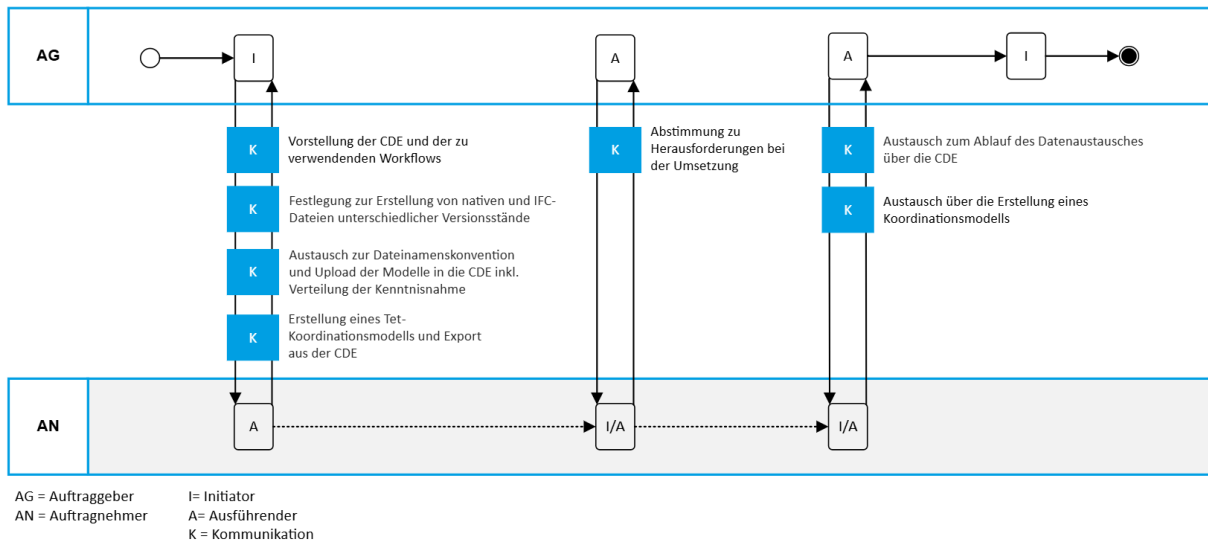 AG
I
A
A
I
K
Vorstellung der CDE und der zu
verwendenden Workflows
K
Festlegung zur Erstellung von nativen und IFC-
Dateien unterschiedlicher Versionsstände
K
Austausch zur Dateinamenskonvention
und Upload der Modelle in die CDE inkl.
Verteilung der Kenntnisnahme
K
Erstellung eines Tet-
Koordinationsmodells und Export
aus der CDE
K
Abstimmung zu
Herausforderungen bei
der Umsetzung
K
Austausch zum Ablauf des Datenaustausches
über die CDE
K
Austausch über die Erstellung eines
Koordinationsmodells
AN
A
I/A
I/A
AG = Auftraggeber
AN = Auftragnehmer
I= Initiator
A= Ausführender
K = Kommunikation